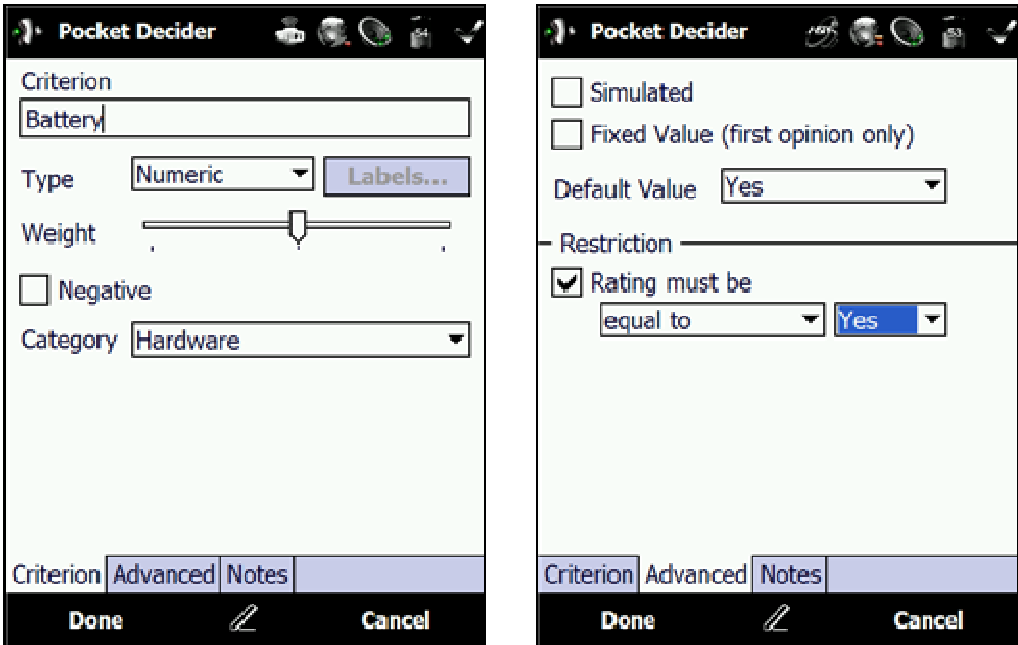 Pocket Decider
Criterion
Battery
Type Numeric Labels...
Weight
Negative
Category Hardware
Criterion Advanced Notes
Done Cancel
Pocket Decider
Simulated
Fixed Value (first opinion only)
Default Value Yes
Restriction
Rating must be
equal to Yes
Criterion Advanced Notes
Done Cancel